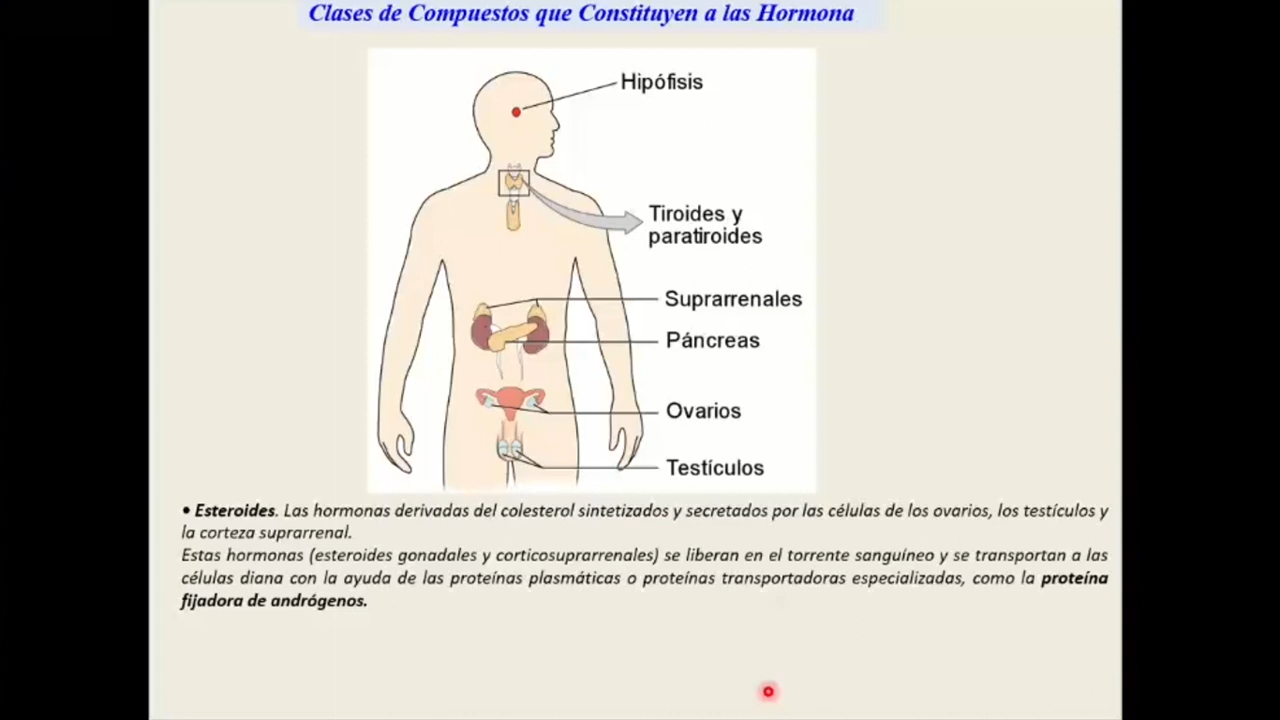 Clases de Compuestos que Constituyen a las Hormona
Hipófisis
Tiroides y
paratiroides
Suprarrenales
Páncreas
Ovarios
Testículos
• Esteroides. Las hormonas derivadas del colesterol sintetizados y secretados por las células de los ovarios, los testículos y
la corteza suprarrenal.
Estas hormonas (esteroides gonadales y corticosuprarrenales) se liberan en el torrente sanguíneo y se transportan a las
células diana con la ayuda de las proteínas plasmáticas o proteínas transportadoras especializadas, como la proteína
fijadora de andrógenos.